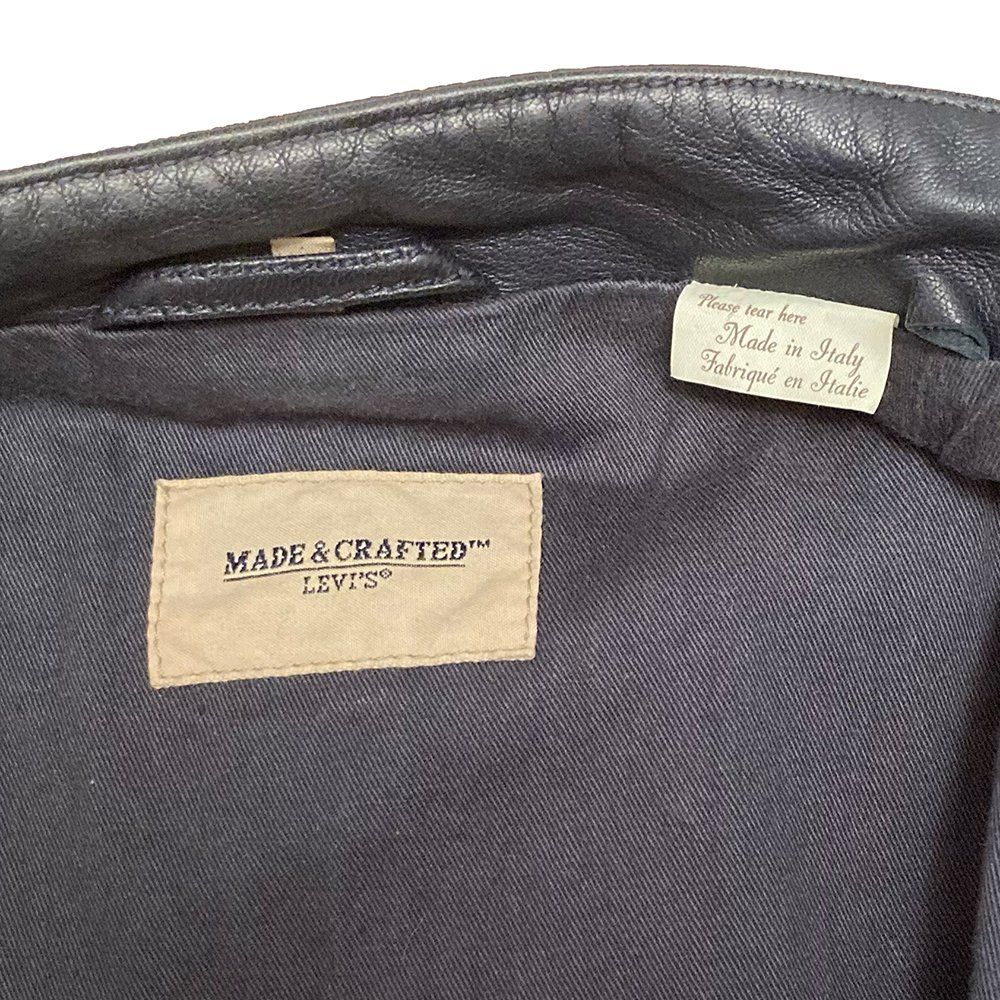 Please tear here
Made in Italy
Fabriqué en Italie
MADE & CRAFTED™
LEVI'S®